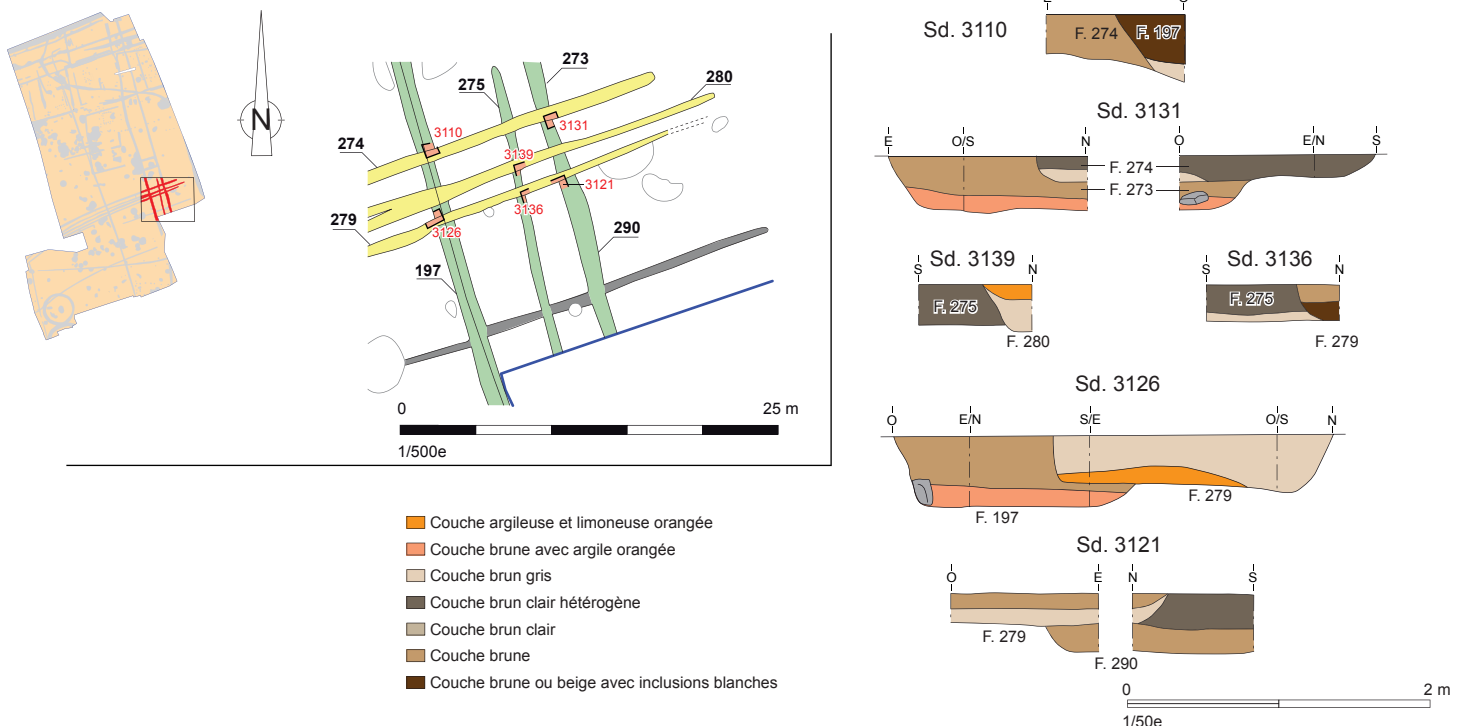 N
273
275
280
3110
3131
274
3139
3121
279
3136
3126
290
197
0 25 m
1/500e
Couche argileuse et limoneuse orangée
Couche brune avec argile orangée
Couche brun gris
Couche brun clair hétérogène
Couche brun clair
Couche brune
Couche brune ou beige avec inclusions blanches
Sd. 3110
F. 274 F. 197
Sd. 3131
E O/S N O E/N S
F. 274
F. 273
Sd. 3139
S N
F. 275
F. 280
Sd. 3136
S N
F. 275
F. 279
Sd. 3126
O E/N S/E O/S N
F. 279
F. 197
Sd. 3121
O E N S
F. 279
F. 290
0 2 m
1/50e